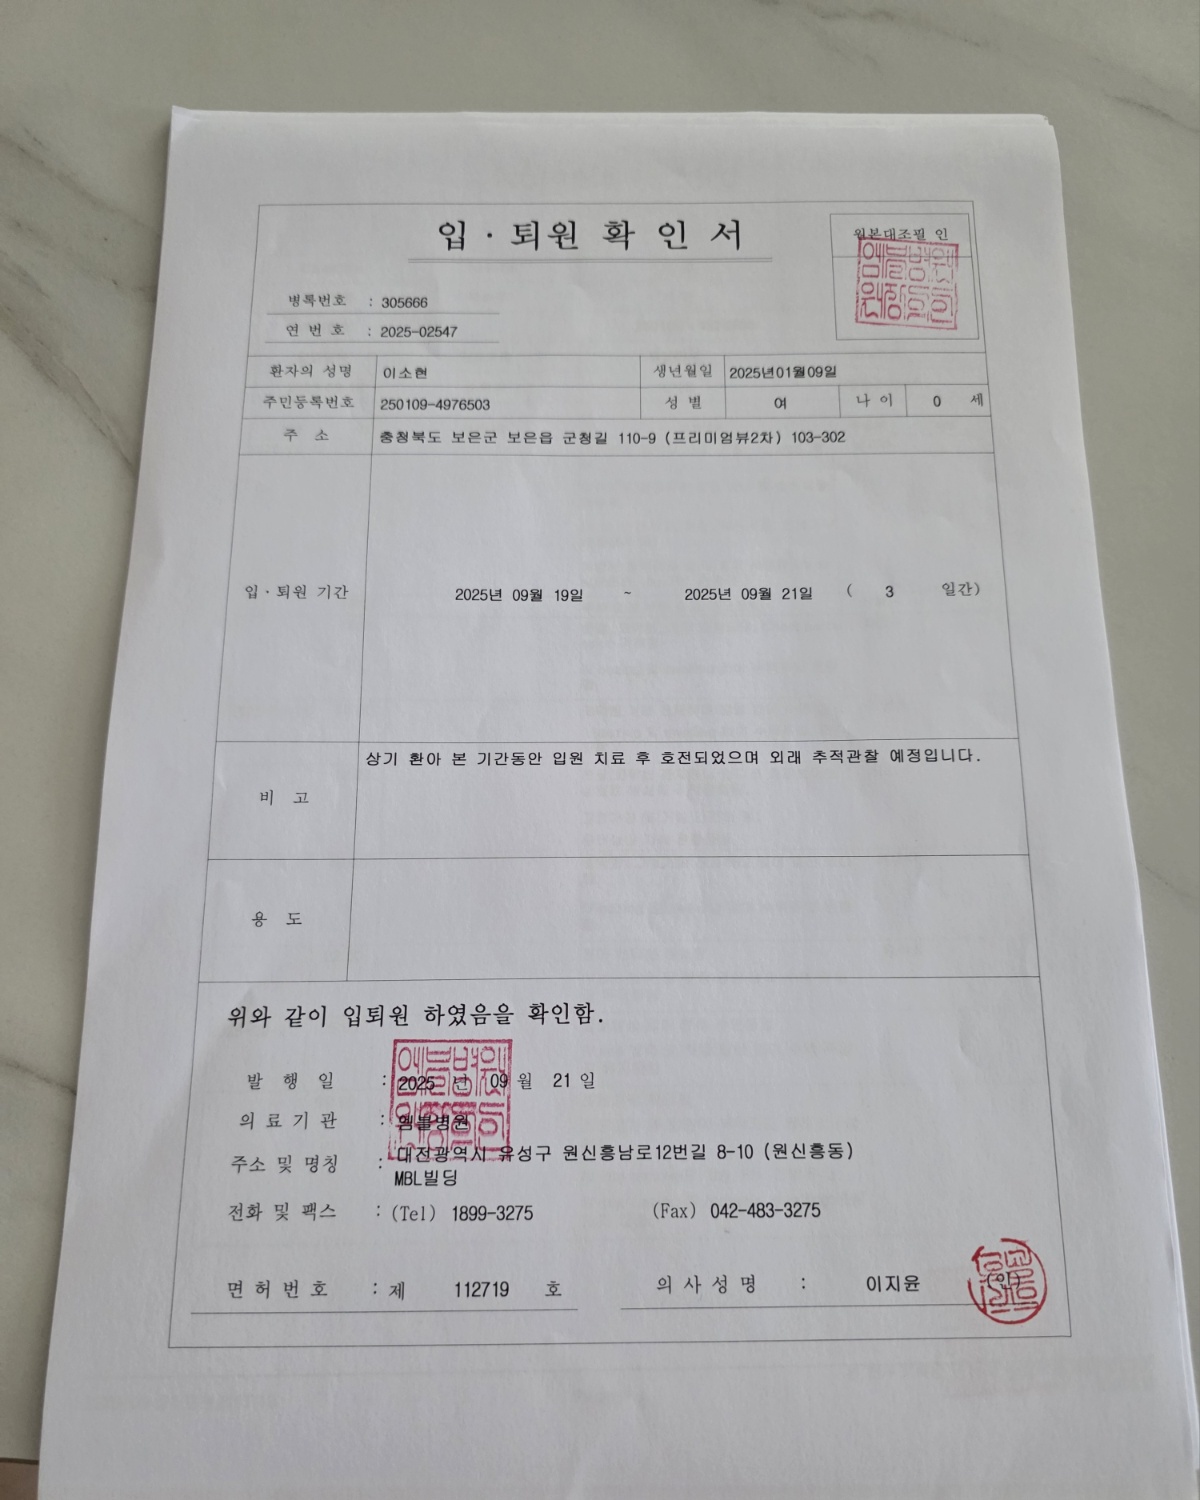 입 · 퇴원 확 인 서
원본대조필 인
병록번호 : 305666
연 번 호 : 2025-02547
환자의 성명 이소현 생년월일 2025년01월09일
주민등록번호 250109-4976503 성 별 여 나 이 0 세
주 소 충청북도 보은군 보은읍 군청길 110-9 (프리미엄뷰2차) 103-302
입 · 퇴원 기간 2025년 09월 19일 ~ 2025년 09월 21일 ( 3 일간)
비 고 상기 환아 본 기간동안 입원 치료 후 호전되었으며 외래 추적관찰 예정입니다.
용 도
위와 같이 입퇴원 하였음을 확인함.
발 행 일 : 2025 년 09 월 21 일
의 료 기 관 : 엠블병원
주소 및 명칭 : 대전광역시 유성구 원신흥남로12번길 8-10 (원신흥동)
MBL빌딩
전화 및 팩스 : (Tel) 1899-3275 (Fax) 042-483-3275
면 허 번 호 : 제 112719 호 의 사 성 명 : 이지윤 (인)